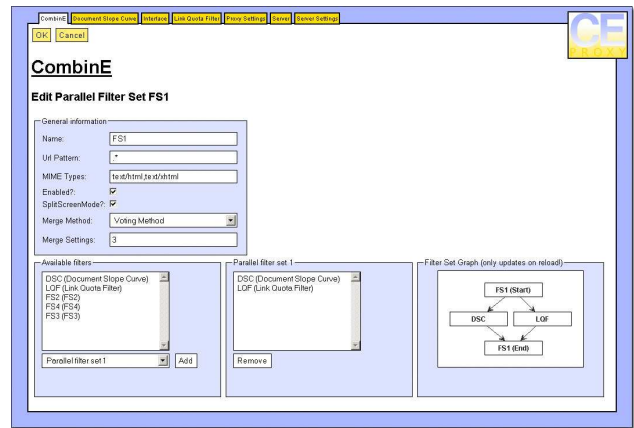 CombinE Document Slope Curve Interface Link Quota Filter Proxy Settings Server Server Settings
OK Cancel
CE
PROXY
CombinE
Edit Parallel Filter Set FS1
General information
Name: FS1
Url Pattern: .*
MIME Types: text/html,text/xhtml
Enabled?:
SplitScreenMode?:
Merge Method: Voting Method
Merge Settings: 3
Available filters
DSC (Document Slope Curve)
LQF (Link Quota Filter)
FS2 (FS2)
FS4 (FS4)
FS3 (FS3)
Parallel filter set 1 Add
Parallel filter set 1
DSC (Document Slope Curve)
LQF (Link Quota Filter)
Remove
Filter Set Graph (only updates on reload!)
FS1 (Start)
DSC LQF
FS1 (End)